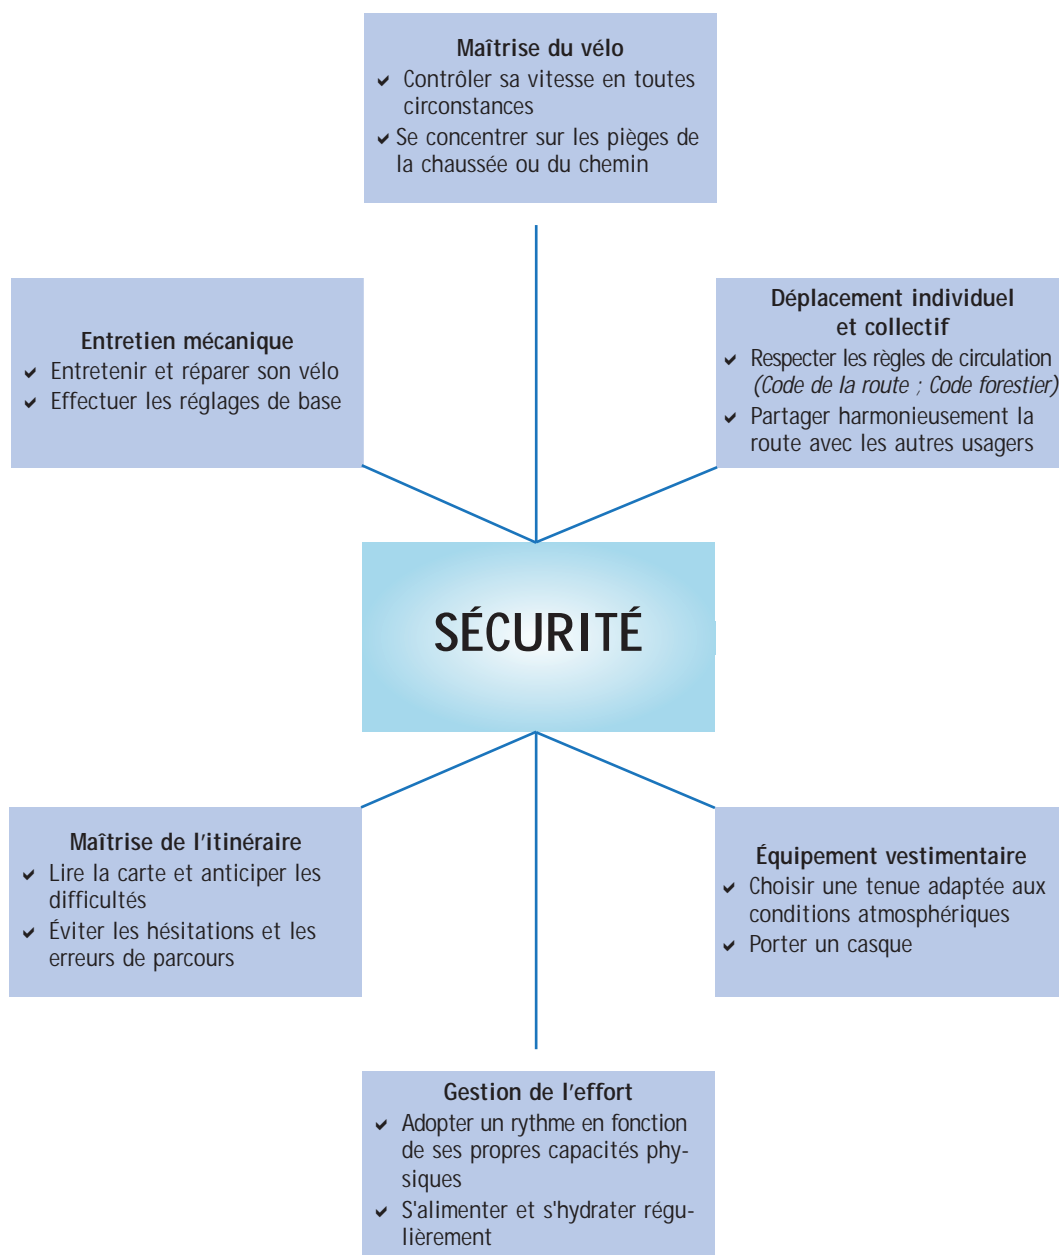 Maîtrise du vélo
✔ Contrôler sa vitesse en toutes
circonstances
✔ Se concentrer sur les pièges de
la chaussée ou du chemin
Entretien mécanique
✔ Entretenir et réparer son vélo
✔ Effectuer les réglages de base
Déplacement individuel
et collectif
✔ Respecter les règles de circulation
(Code de la route ; Code forestier)
✔ Partager harmonieusement la
route avec les autres usagers
SÉCURITÉ
Maîtrise de l'itinéraire
✔ Lire la carte et anticiper les
difficultés
✔ Éviter les hésitations et les
erreurs de parcours
Équipement vestimentaire
✔ Choisir une tenue adaptée aux
conditions atmosphériques
✔ Porter un casque
Gestion de l'effort
✔ Adopter un rythme en fonction
de ses propres capacités phy-
siques
✔ S'alimenter et s'hydrater régu-
lièrement